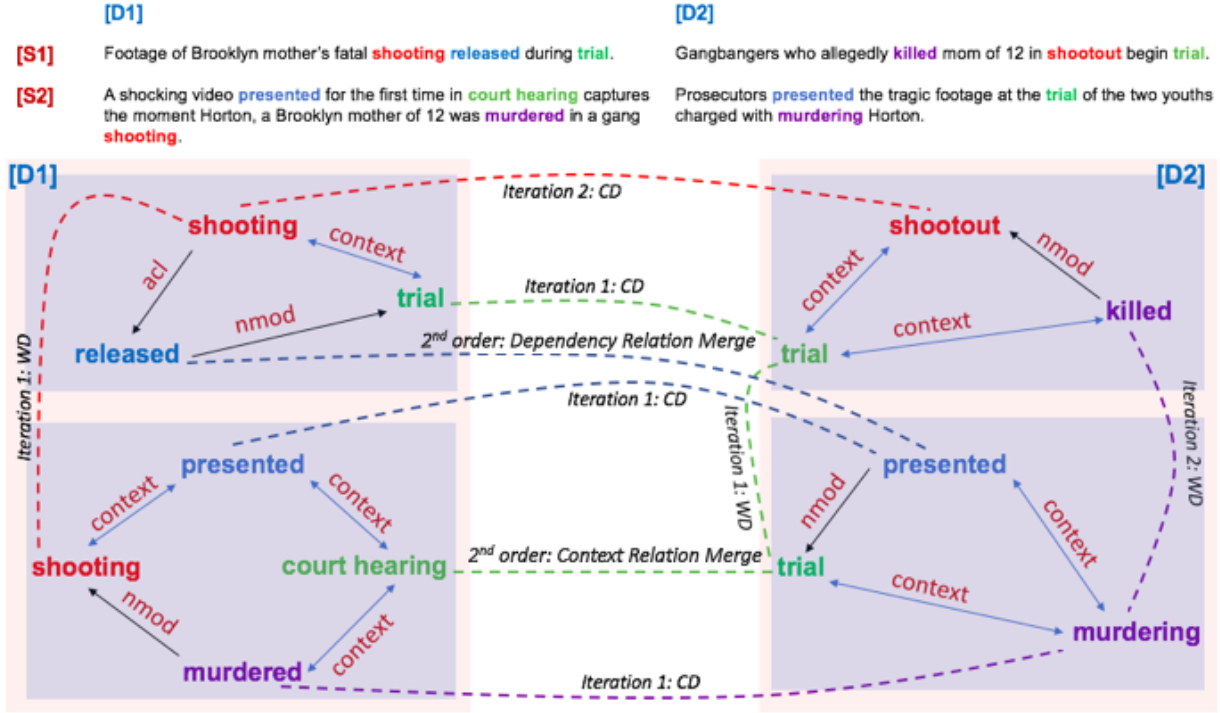 [D1]
[D2]
[S1]
Footage of Brooklyn mother's fatal shooting released during trial.
Gangbangers who allegedly killed mom of 12 in shootout begin trial.
[S2]
A shocking video presented for the first time in court hearing captures
the moment Horton, a Brooklyn mother of 12 was murdered in a gang
shooting.
Prosecutors presented the tragic footage at the trial of the two youths
charged with murdering Horton.
[D1]
[D2]
Iteration 2: CD
shooting
context
acl
trial
nmod
released
Iteration 1: WD
Iteration 1: CD
2nd order: Dependency Relation Merge
Iteration 1: CD
shootout
nmod
context
killed
context
trial
Iteration 1: WD
Iteration 2: WD
presented
context
context
shooting
court hearing
nmod
context
murdered
2nd order: Context Relation Merge
presented
nmod
context
trial
context
murdering
Iteration 1: CD